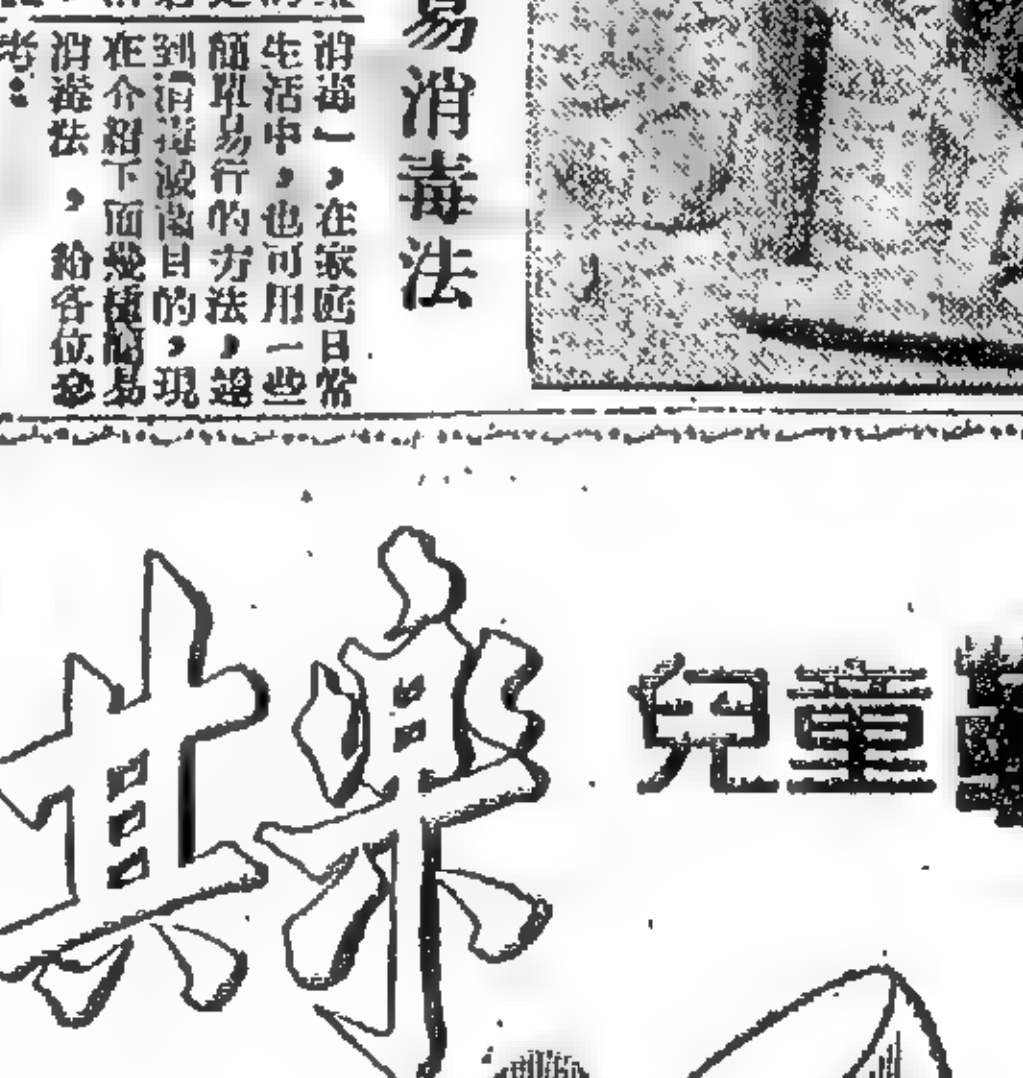 易消毒法
消毒一,在家庭日常
生活中,也可用一些
簡單易行的方法,達
到消毒滅菌目的,現
在介紹下面幾種簡易
消毒法,給各位參
考:
兒童
樂其